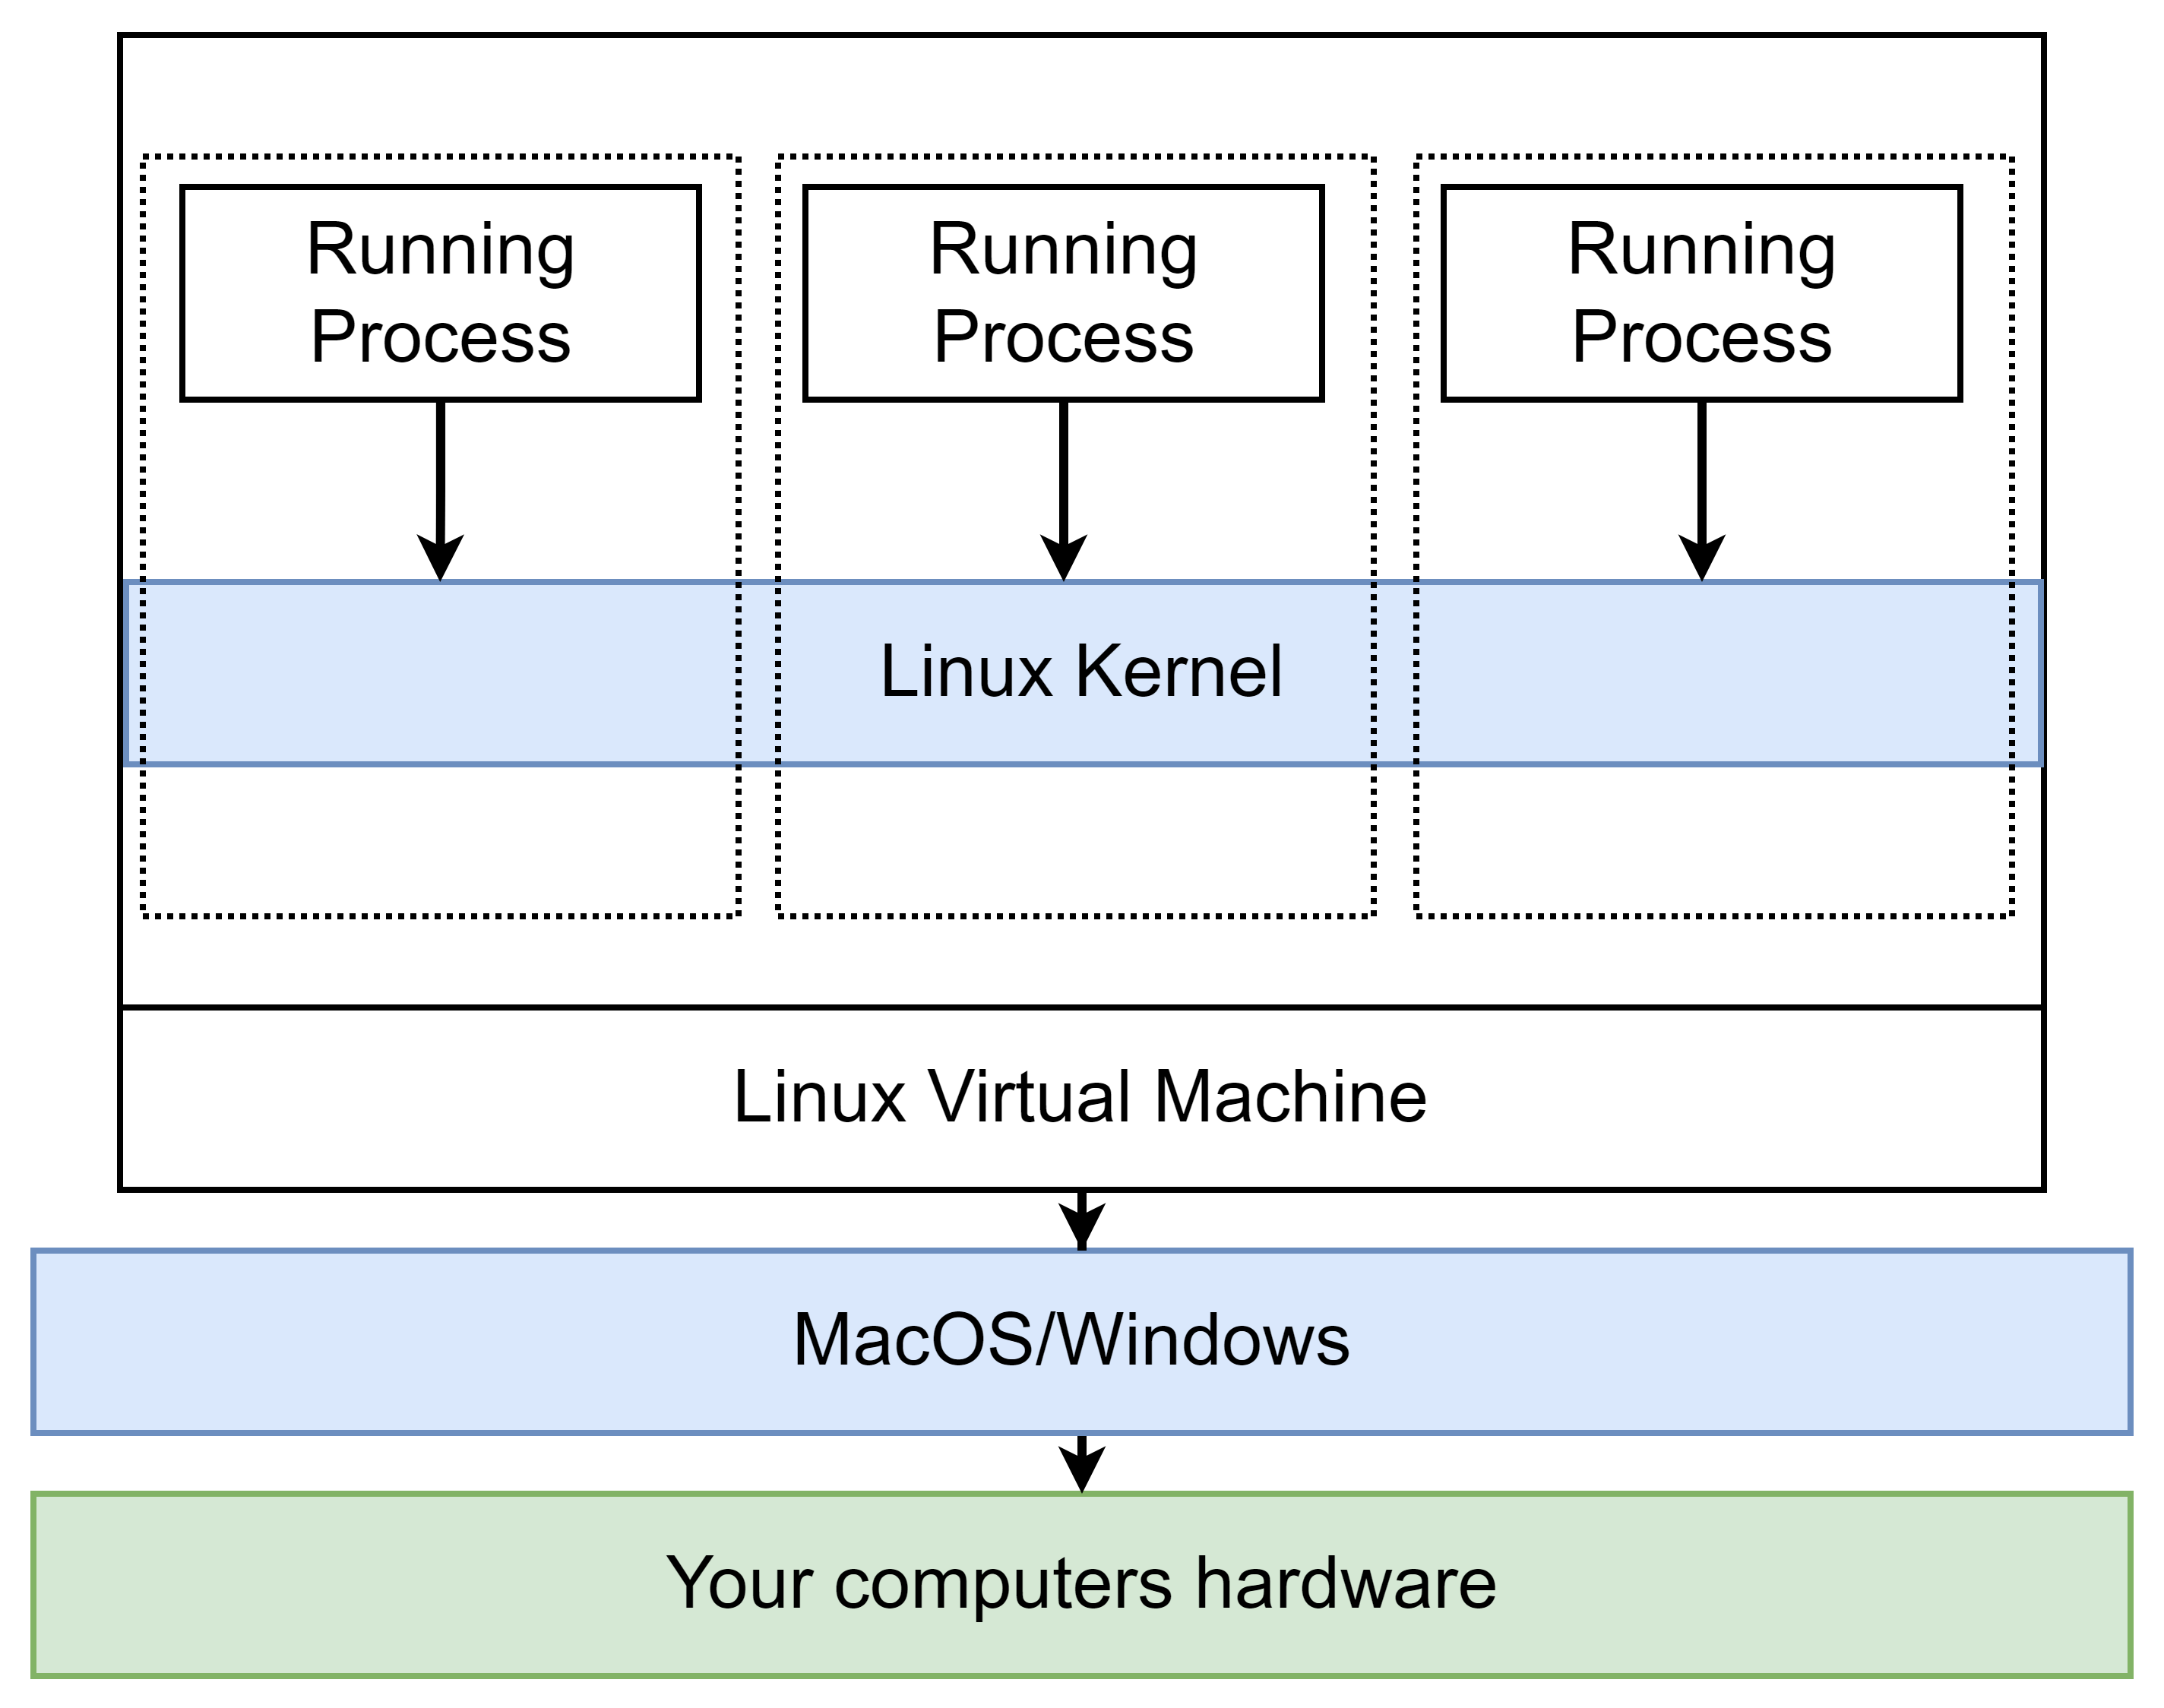 Running
Process
Running
Process
Running
Process
Linux Kernel
Linux Virtual Machine
MacOS/Windows
Your computers hardware